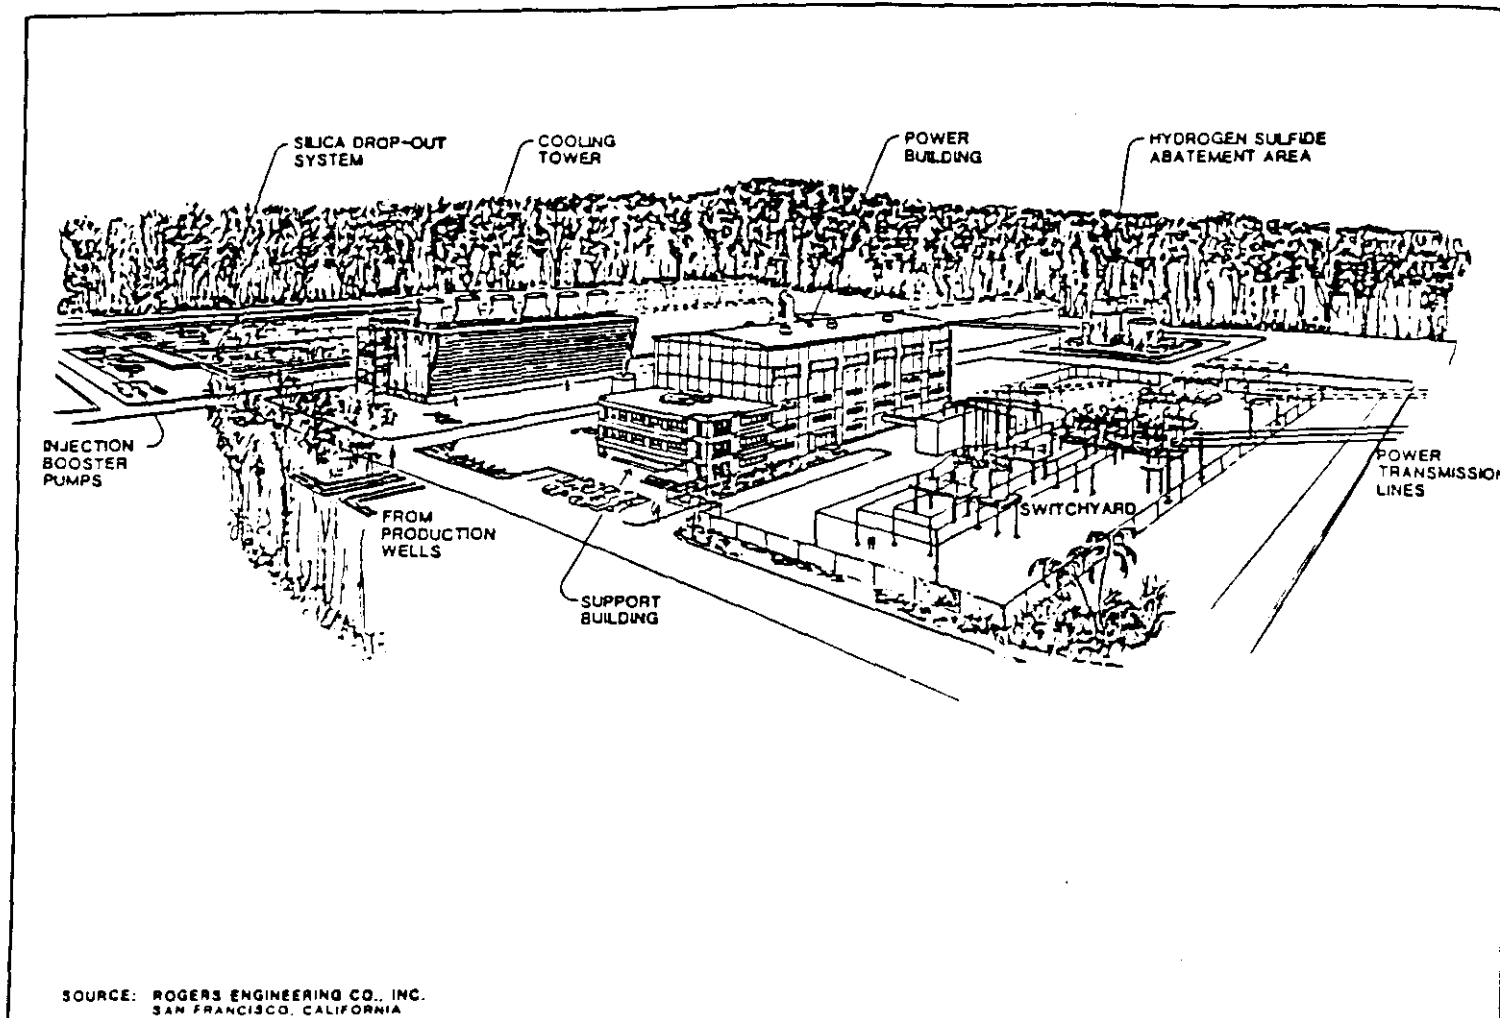 SILICA DROP-OUT
SYSTEM
COOLING
TOWER
POWER
BUILDING
HYDROGEN SULFIDE
ABATEMENT AREA
INJECTION
BOOSTER
PUMPS
FROM
PRODUCTION
WELLS
SUPPORT
BUILDING
SWITCHYARD
POWER
TRANSMISSION
LINES
SOURCE: ROGERS ENGINEERING CO., INC.
SAN FRANCISCO, CALIFORNIA